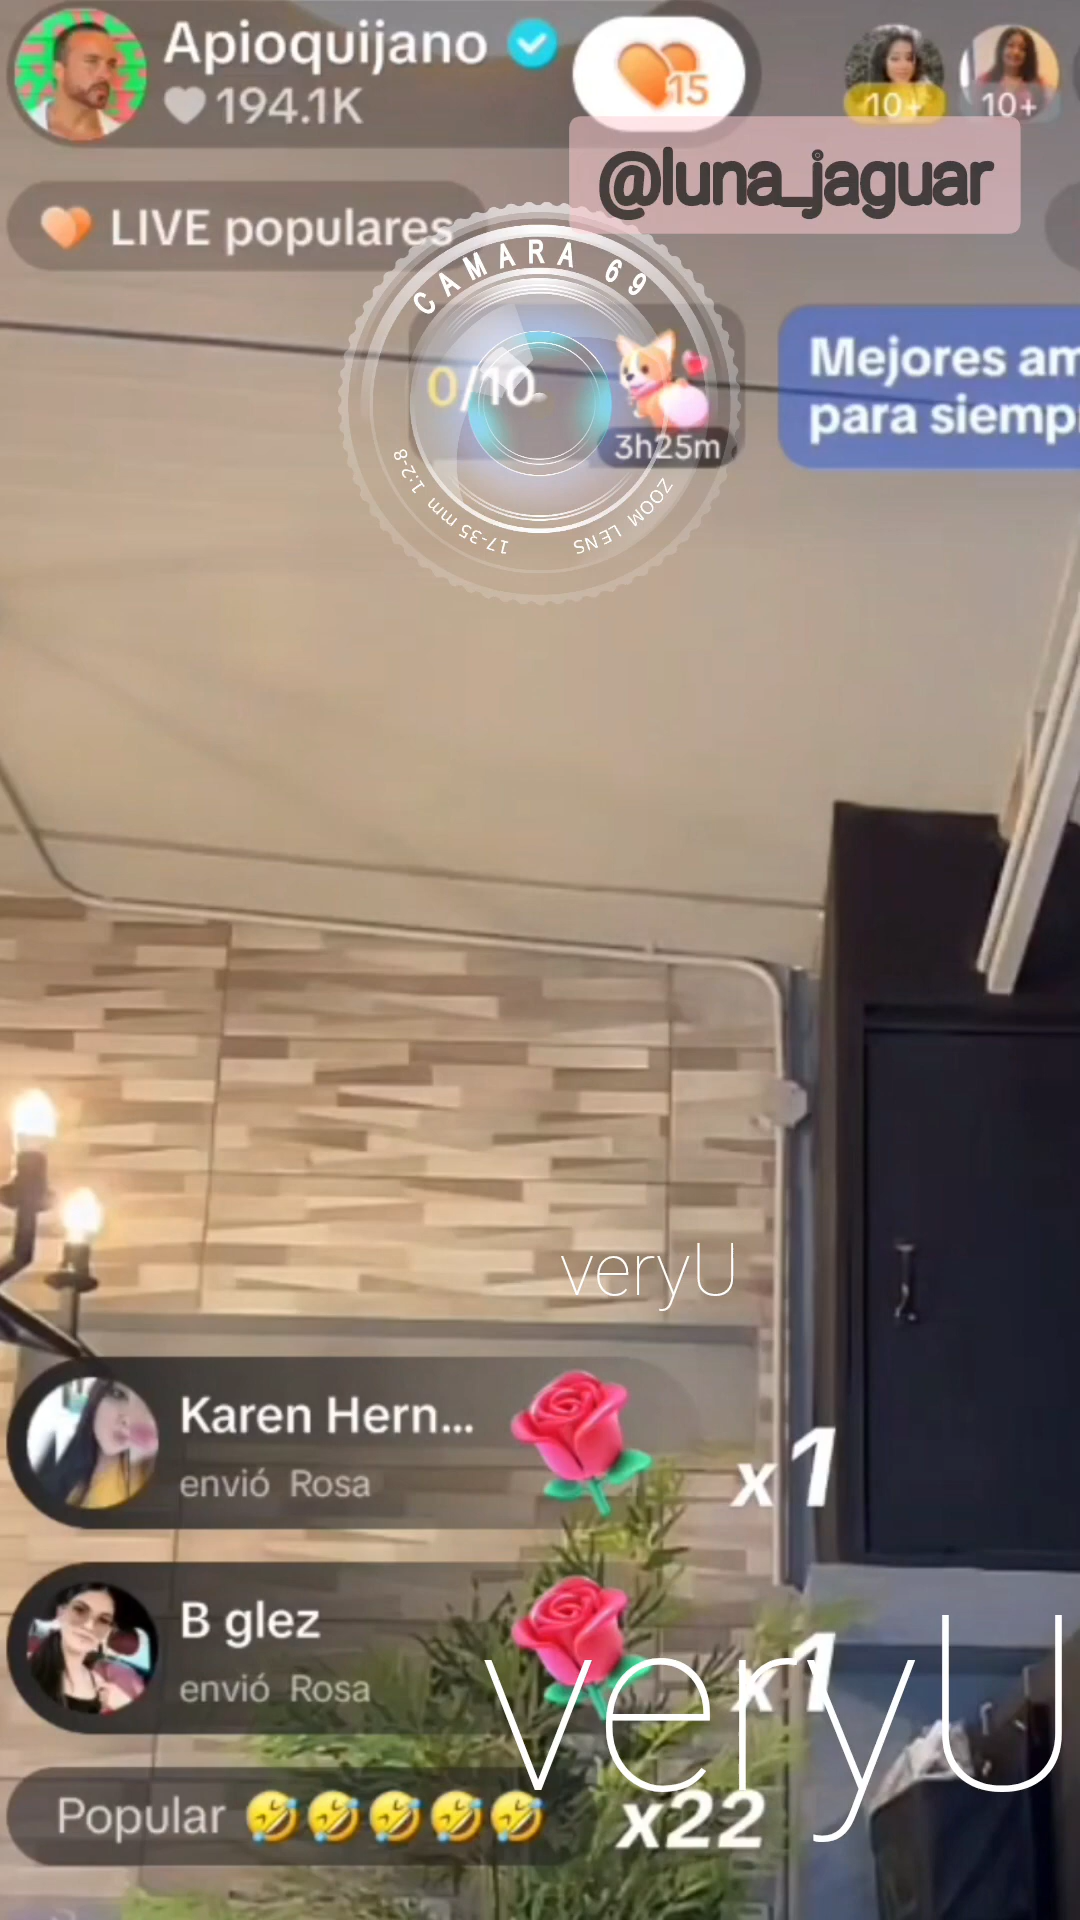 Apioquijano
194.1K
15
10+
10+
@luna_jaguar
LIVE populares
CAMARA 69
0/10
3h25m
Mejores am
para siemp
17-35 mm 1:2-8
ZOOM LENS
veryU
Karen Hern...
envió Rosa
x1
B glez
envió Rosa
x1
veryU
Popular 🤣🤣🤣🤣🤣
x22